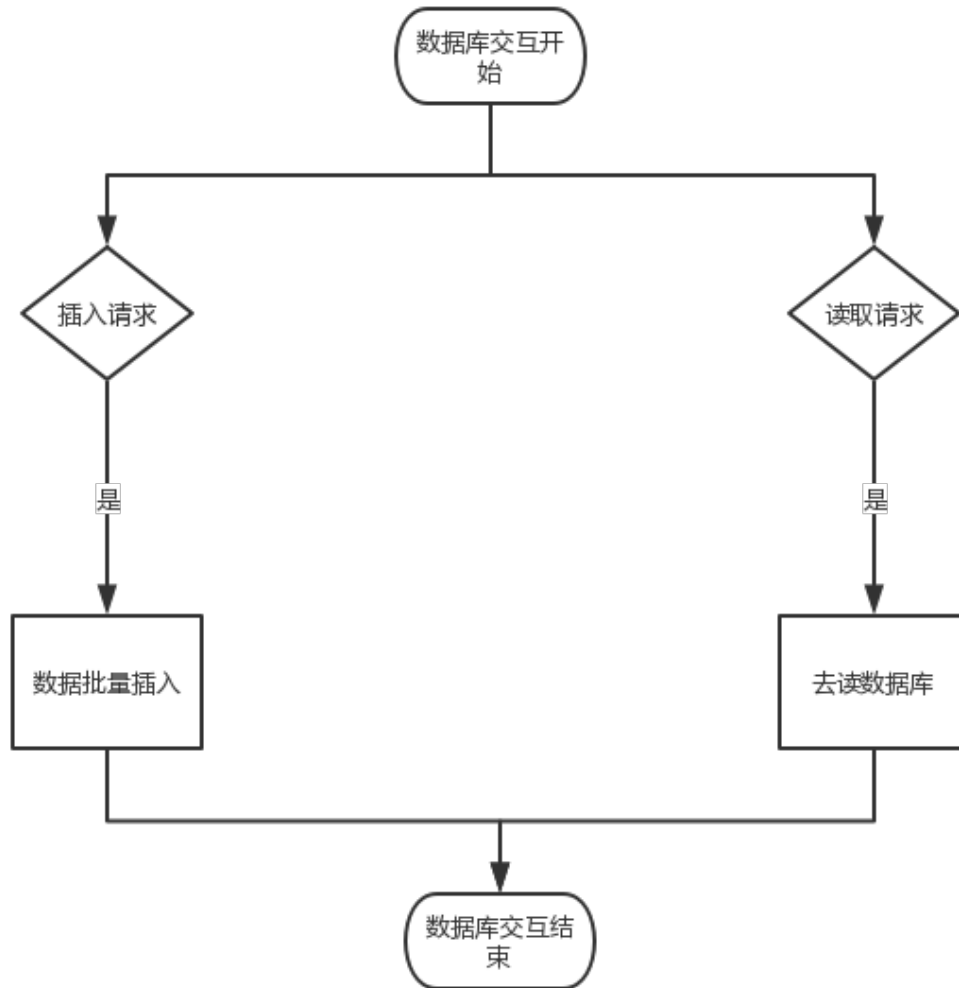 数据库交互开
始
插入请求
读取请求
是
是
数据批量插入
去读数据库
数据库交互结
束